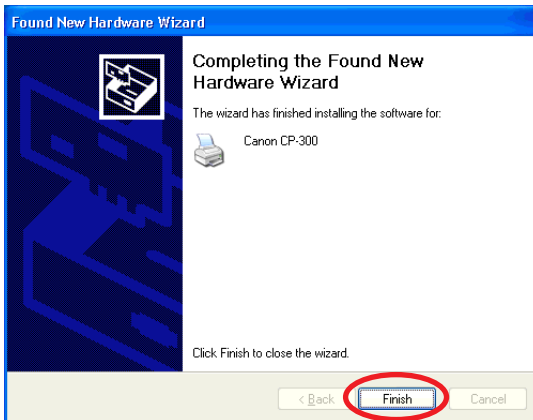 Found New Hardware Wizard
Completing the Found New
Hardware Wizard
The wizard has finished installing the software for:
Canon CP-300
Click Finish to close the wizard.
< Back Finish Cancel